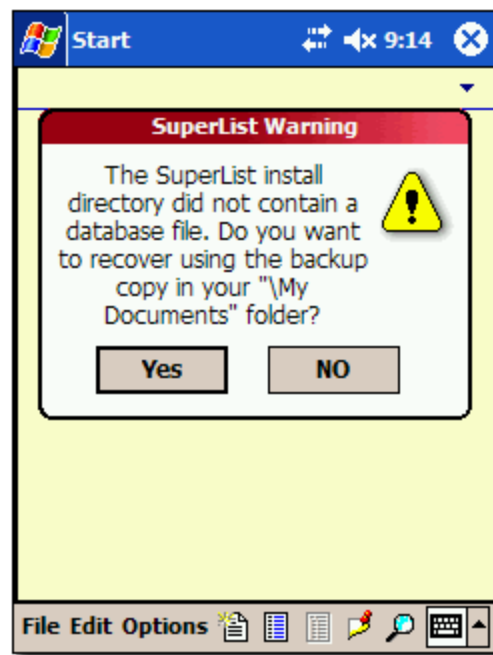 Start 9:14
SuperList Warning
The SuperList install
directory did not contain a
database file. Do you want
to recover using the backup
copy in your "\My
Documents" folder?
Yes NO
File Edit Options